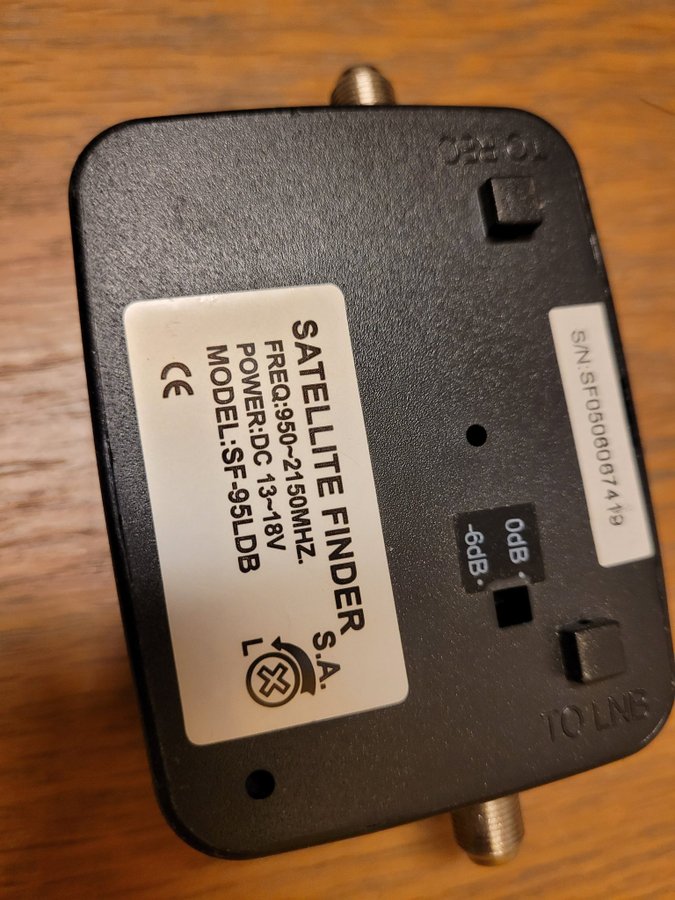 TO REC
S/N:SF0506067419
SATELLITE FINDER
FREQ:950~2150MHZ.
POWER:DC 13~18V
MODEL:SF-95LDB
CE
S.A.
L
0dB
-6dB
TO LNB